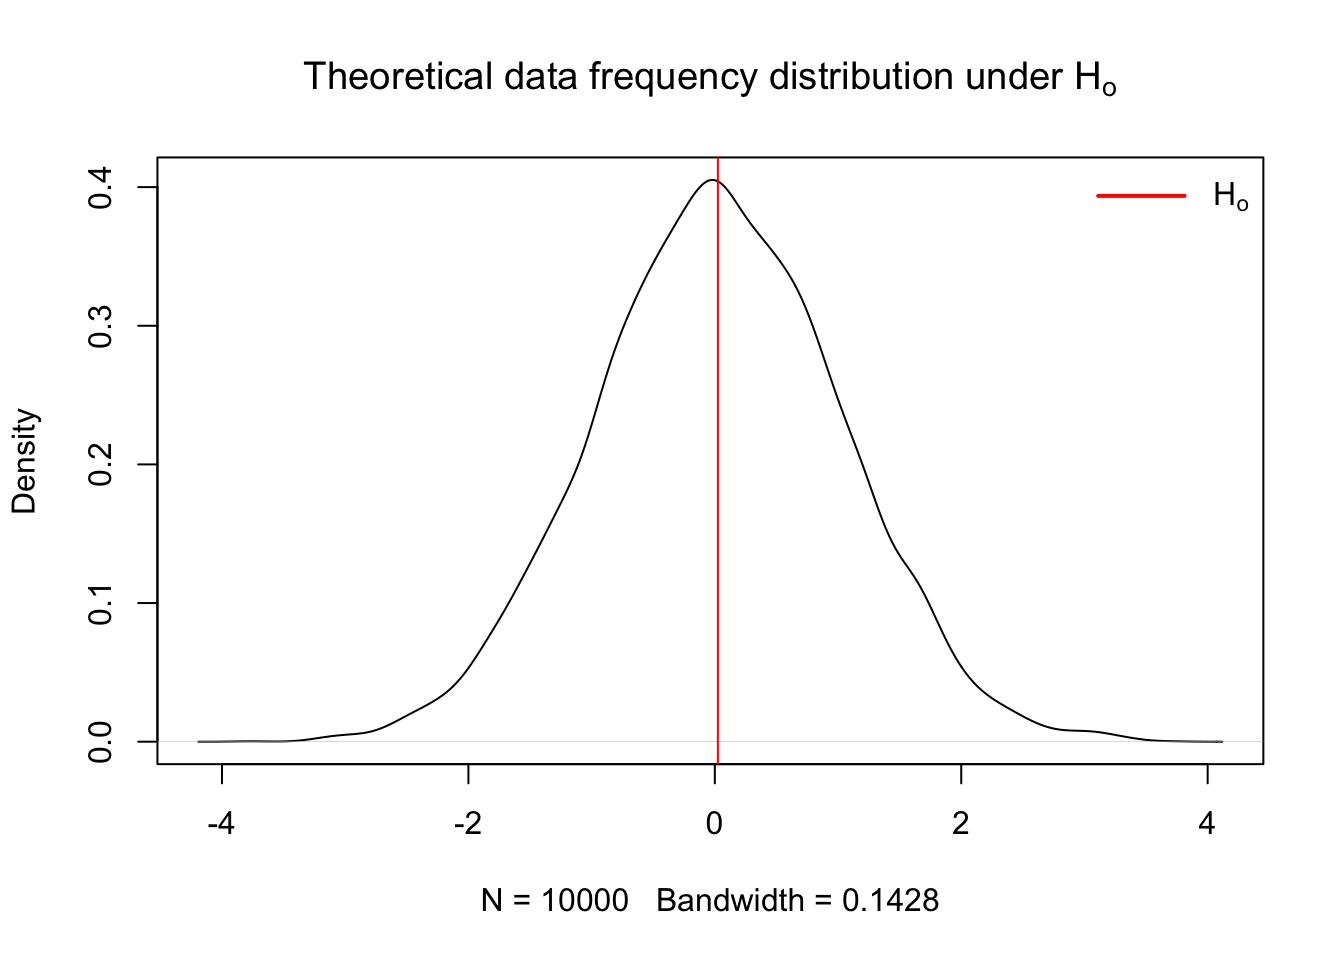 Theoretical data frequency distribution under Ho
Ho
Density
0.4
0.3
0.2
0.1
0.0
-4 -2 0 2 4
N = 10000 Bandwidth = 0.1428